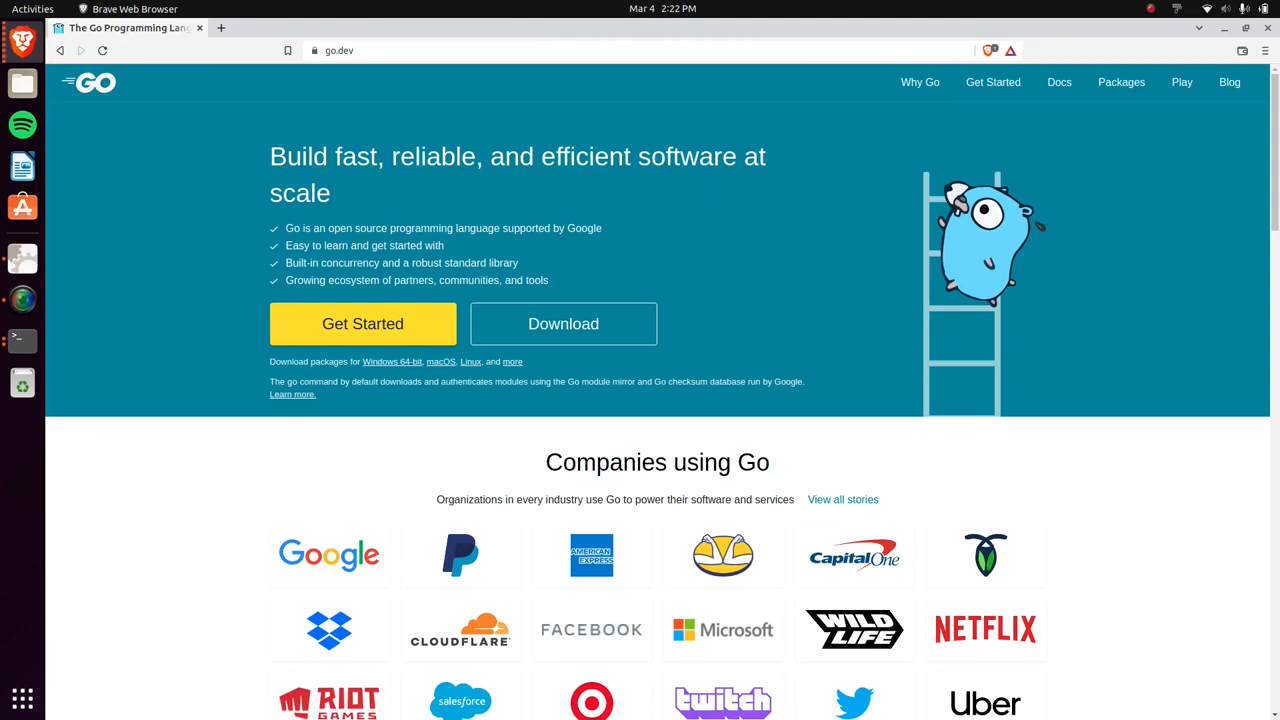 Activities
Brave Web Browser
Mar 4 2:22 PM
The Go Programming Lang
go.dev
GO
Why Go
Get Started
Docs
Packages
Play
Blog
Build fast, reliable, and efficient software at
scale
Go is an open source programming language supported by Google
Easy to learn and get started with
Built-in concurrency and a robust standard library
Growing ecosystem of partners, communities, and tools
Get Started
Download
Download packages for Windows 64-bit, macOS, Linux, and more
The go command by default downloads and authenticates modules using the Go module mirror and Go checksum database run by Google.
Learn more.
Companies using Go
Organizations in every industry use Go to power their software and services View all stories
Google
AMERICAN
EXPRESS
Capital One
CLOUDFLARE
FACEBOOK
Microsoft
WILD
LIFE
NETFLIX
RIOT
GAMES
salesforce
twitch
Uber